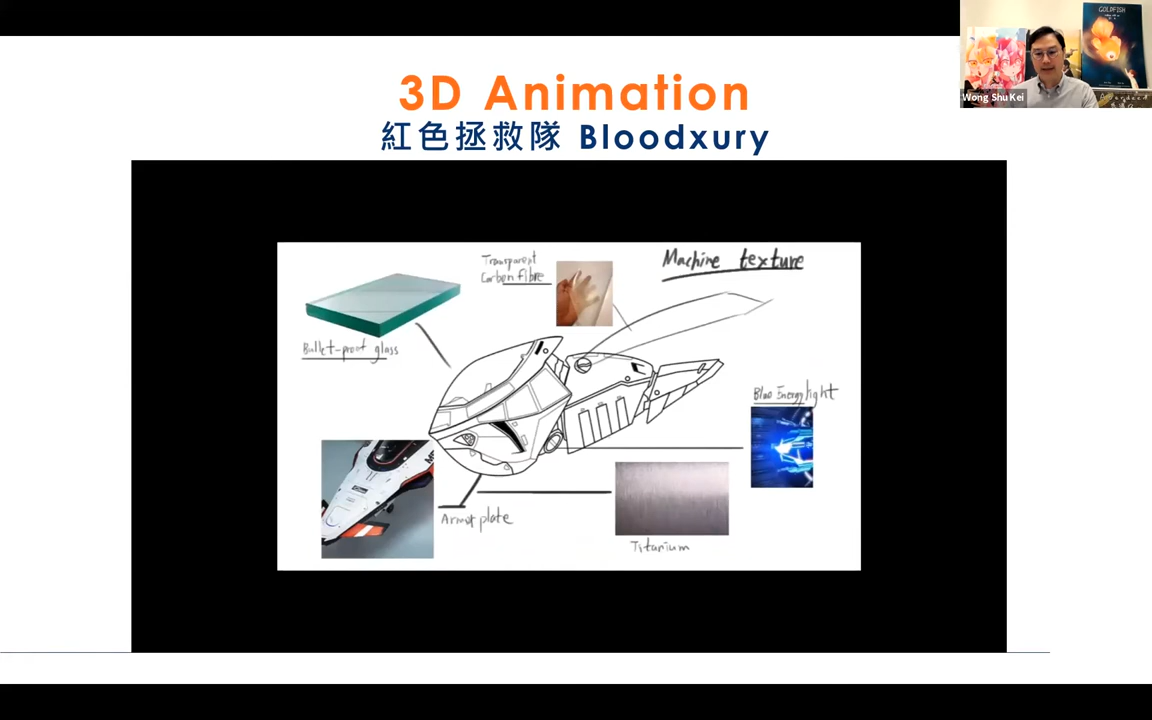 3D Animation
紅色拯救隊 Bloodxury
Wong Shu Kei
GOLDFISH
Transparent
Carbon fibre
Machine texture
Bullet-proof glass
Blue Energy light
Armor plate
Titanium